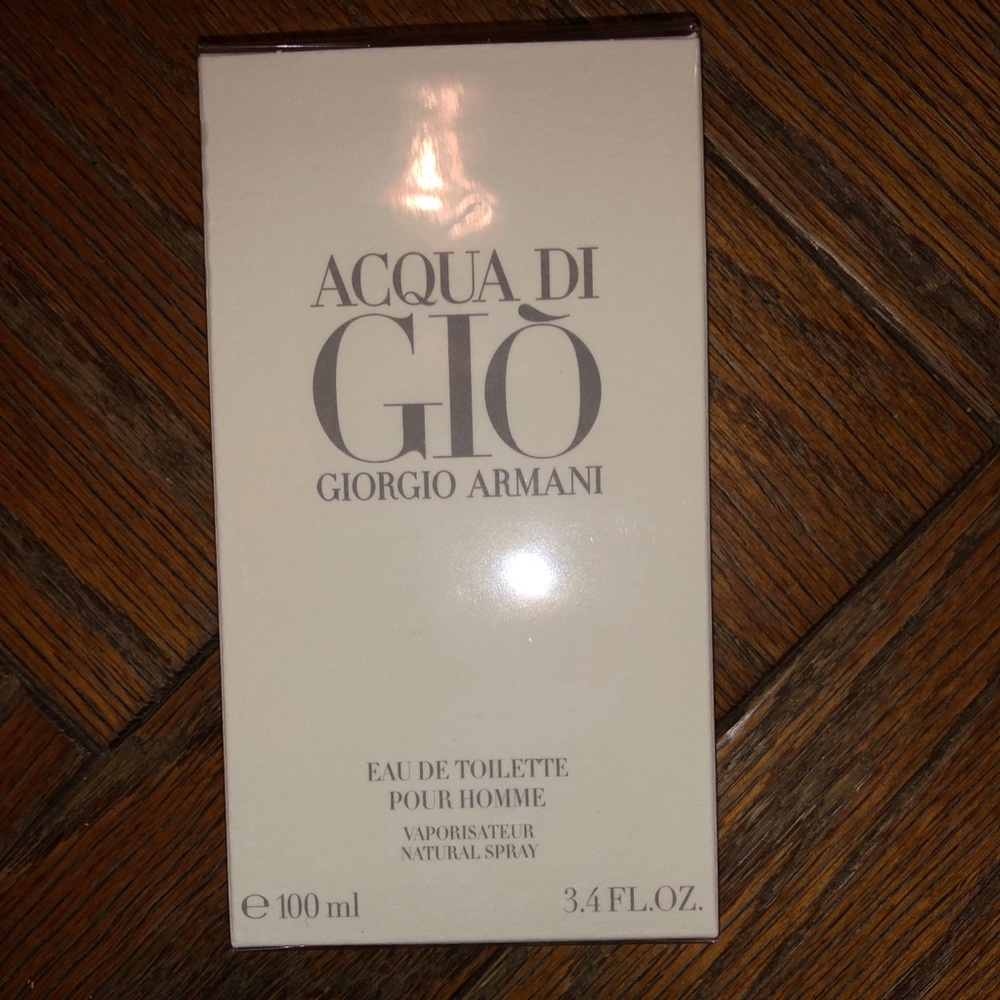 ACQUA DI
GIÒ
GIORGIO ARMANI
EAU DE TOILETTE
POUR HOMME
VAPORISATEUR
NATURAL SPRAY
℮ 100 ml
3.4 FL.OZ.